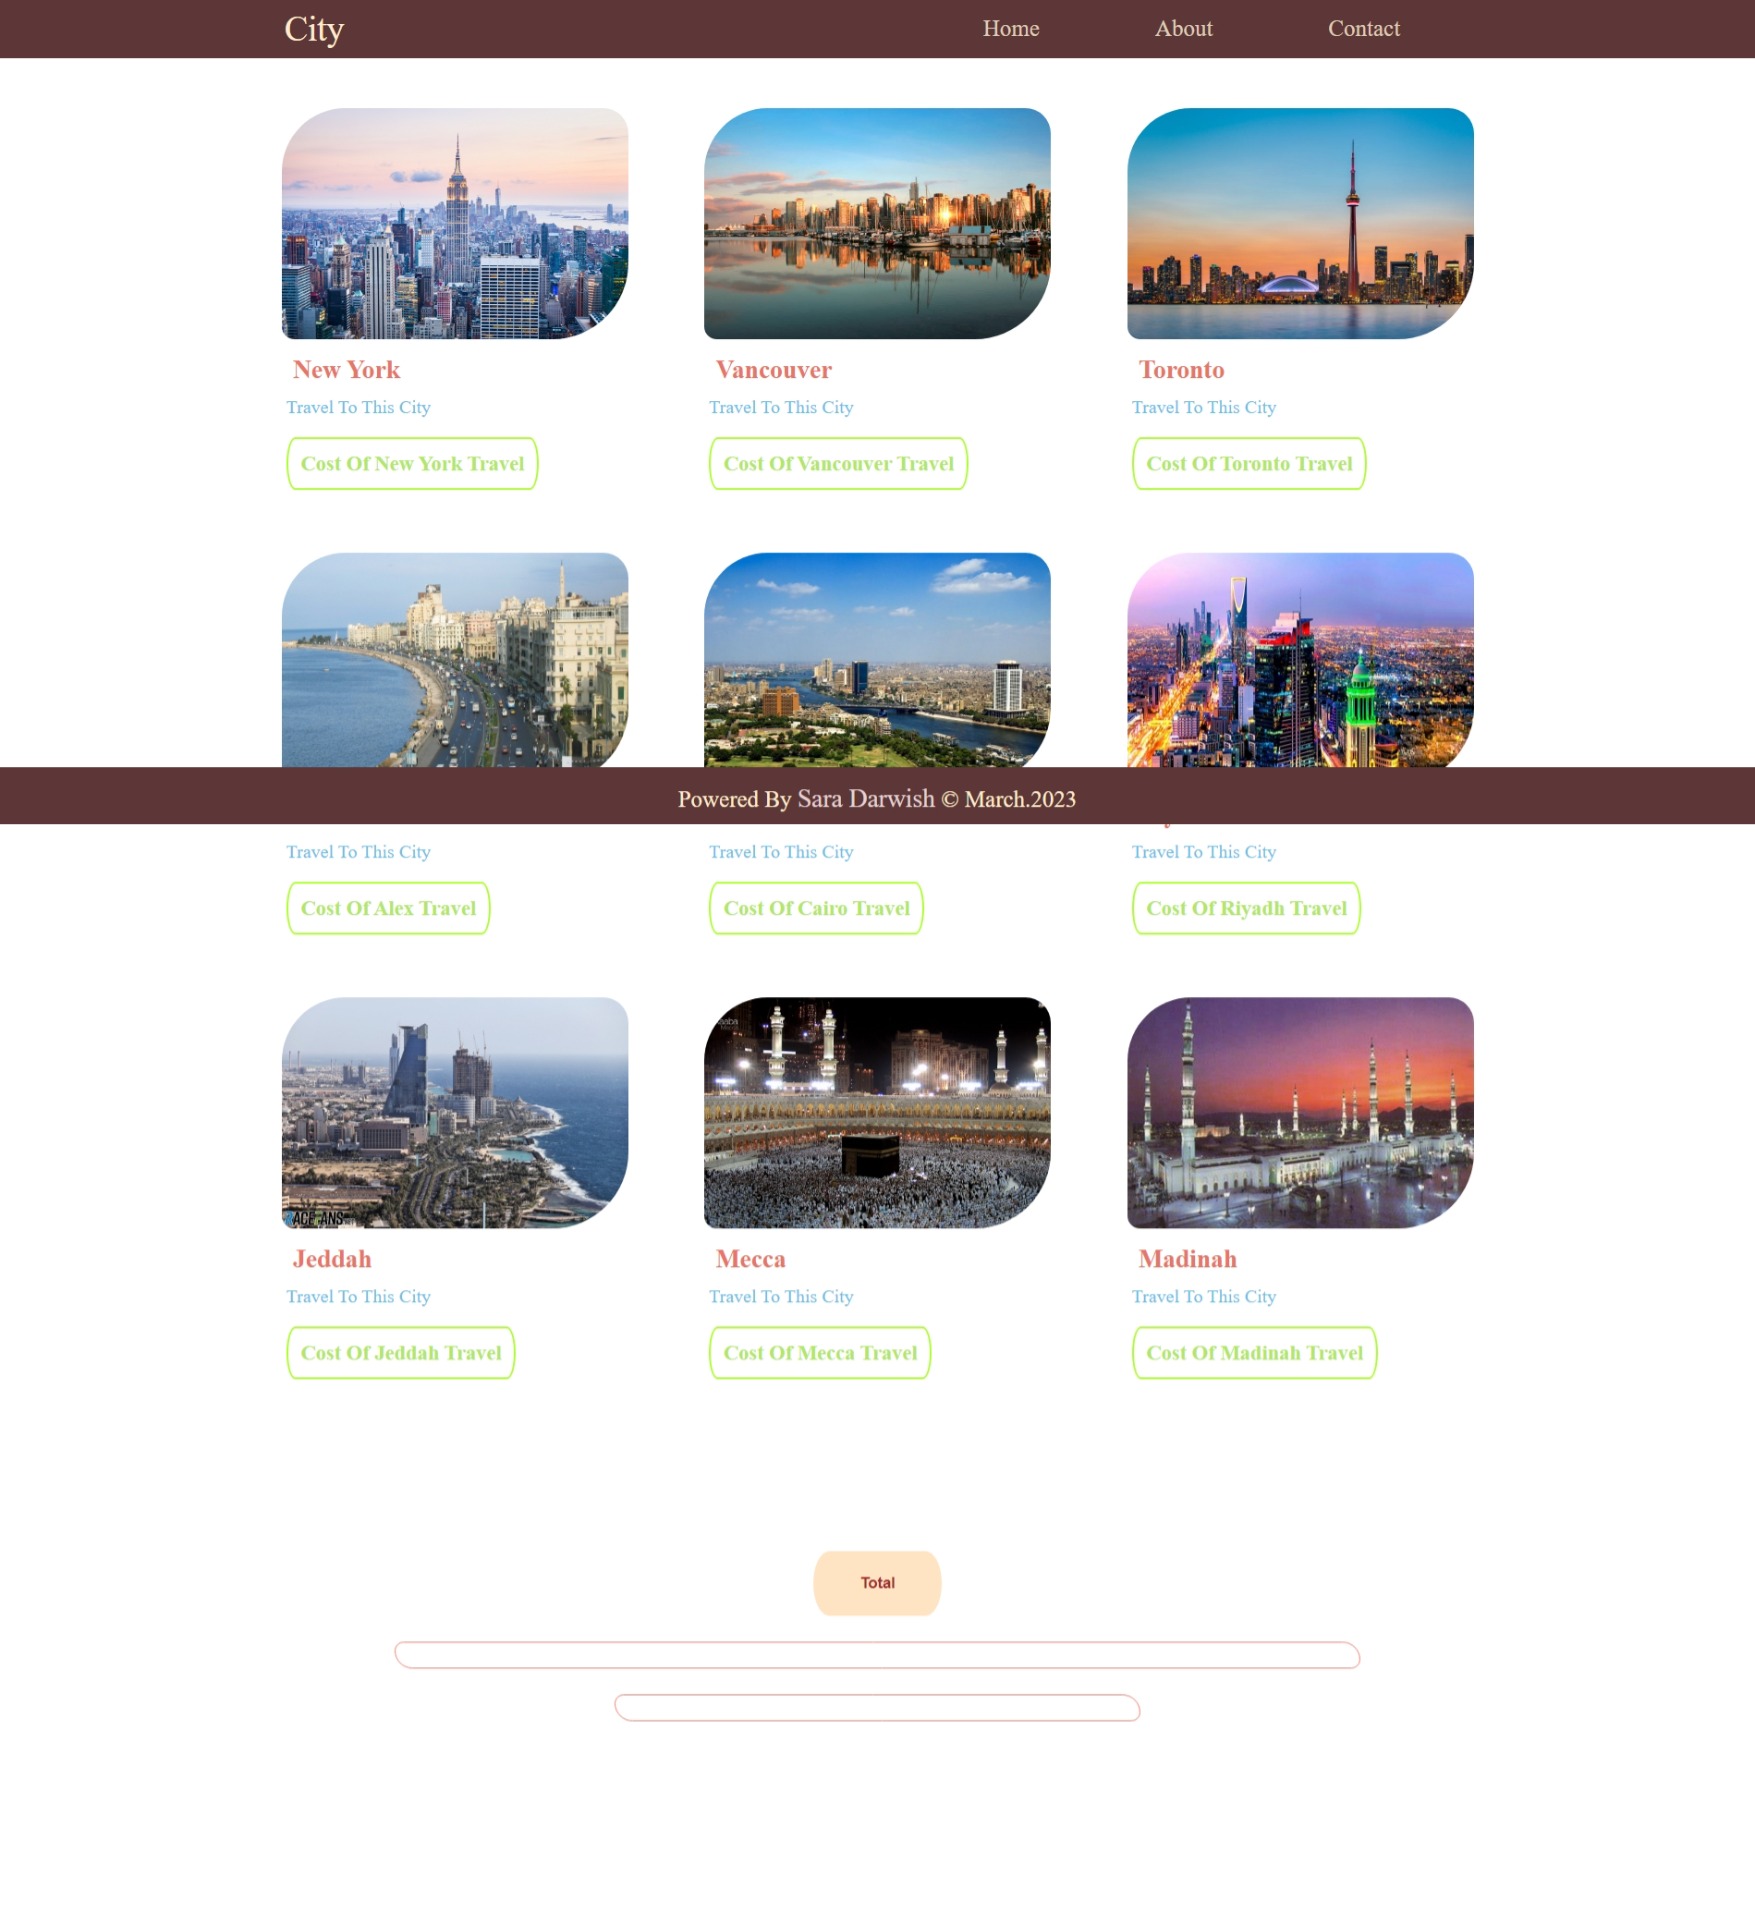 City
Home About Contact
New York Vancouver Toronto
Travel To This City Travel To This City Travel To This City
Cost Of New York Travel Cost Of Vancouver Travel Cost Of Toronto Travel
Powered By Sara Darwish © March.2023
Travel To This City Travel To This City Travel To This City
Cost Of Alex Travel Cost Of Cairo Travel Cost Of Riyadh Travel
Jeddah Mecca Madinah
Travel To This City Travel To This City Travel To This City
Cost Of Jeddah Travel Cost Of Mecca Travel Cost Of Madinah Travel
Total